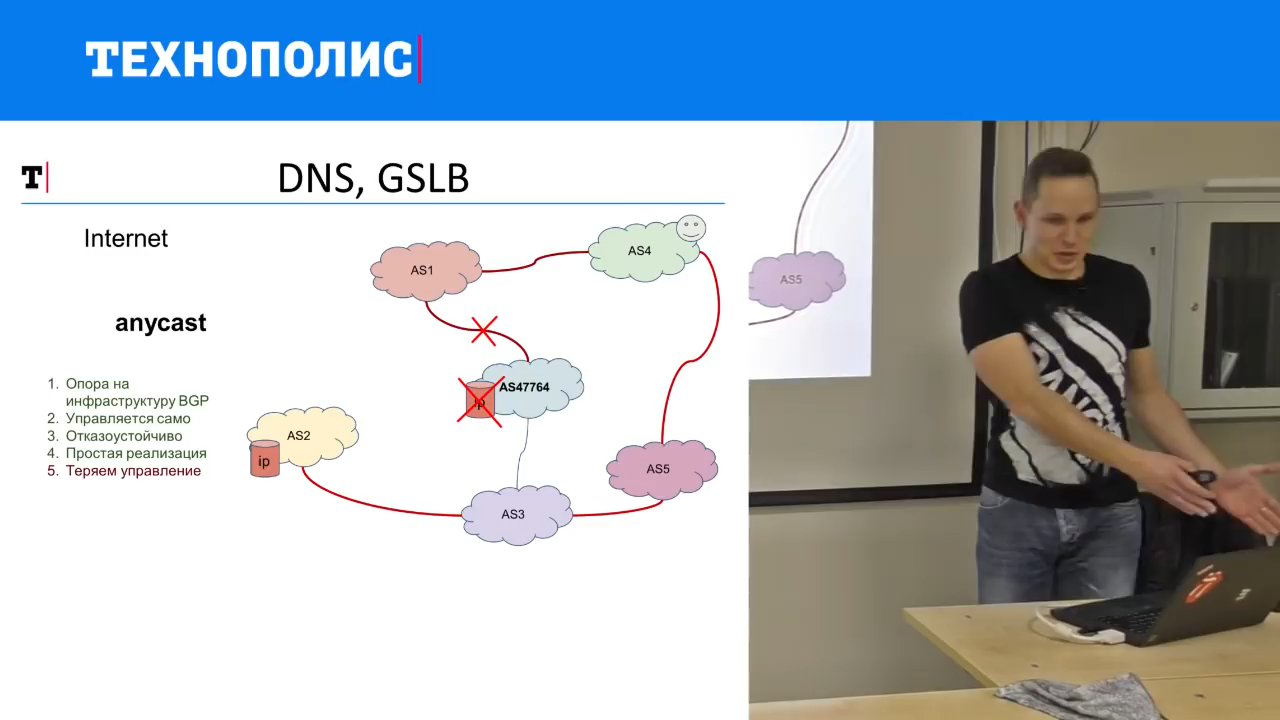 ТЕХНОПОЛИС
Т
DNS, GSLB
Internet
anycast
1. Опора на
инфраструктуру BGP
2. Управляется само
3. Отказоустойчиво
4. Простая реализация
5. Теряем управление
AS1
AS4
AS47764
ip
AS2
ip
AS5
AS3
AS5